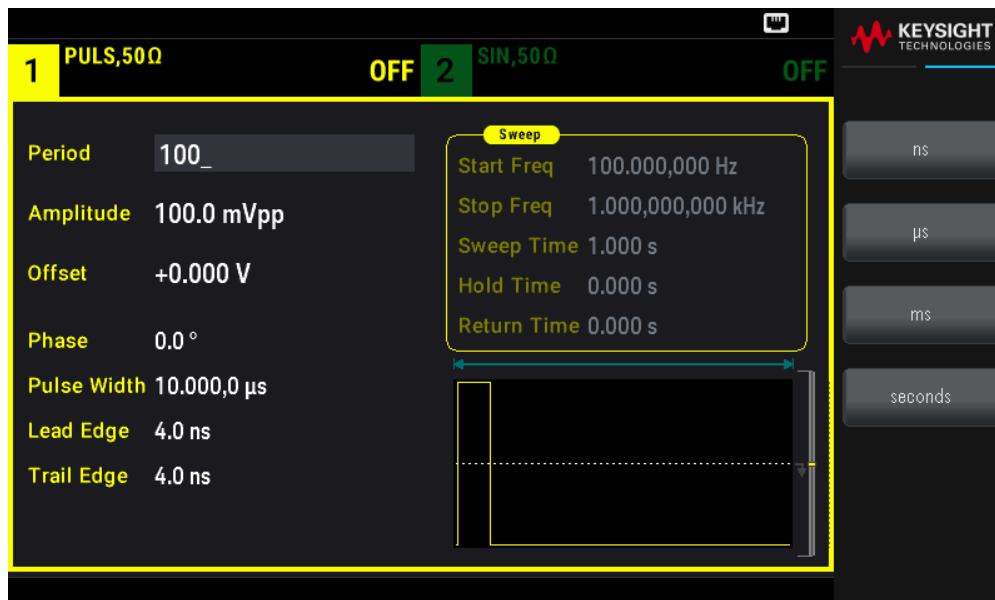 KEYSIGHT
TECHNOLOGIES
1 PULS,50Ω OFF 2 SIN,50Ω OFF
Period 100_
Amplitude 100.0 mVpp
Offset +0.000 V
Phase 0.0 °
Pulse Width 10.000,0 µs
Lead Edge 4.0 ns
Trail Edge 4.0 ns
Sweep
Start Freq 100.000,000 Hz
Stop Freq 1.000,000,000 kHz
Sweep Time 1.000 s
Hold Time 0.000 s
Return Time 0.000 s
ns
µs
ms
seconds